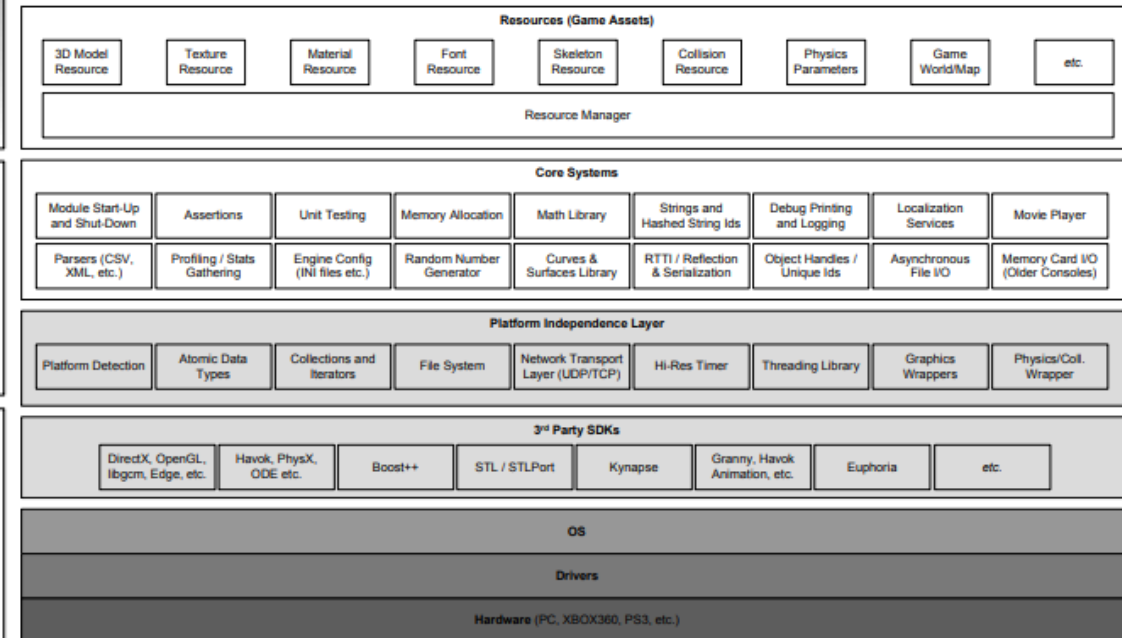 Resources (Game Assets)
3D Model
Resource
Texture
Resource
Material
Resource
Font
Resource
Skeleton
Resource
Collision
Resource
Physics
Parameters
Game
World/Map
etc.
Resource Manager
Core Systems
Module Start-Up
and Shut-Down
Assertions
Unit Testing
Memory Allocation
Math Library
Strings and
Hashed String Ids
Debug Printing
and Logging
Localization
Services
Movie Player
Parsers (CSV,
XML, etc.)
Profiling / Stats
Gathering
Engine Config
(INI files etc.)
Random Number
Generator
Curves &
Surfaces Library
RTTI / Reflection
& Serialization
Object Handles /
Unique Ids
Asynchronous
File I/O
Memory Card I/O
(Older Consoles)
Platform Independence Layer
Platform Detection
Atomic Data
Types
Collections and
Iterators
File System
Network Transport
Layer (UDP/TCP)
Hi-Res Timer
Threading Library
Graphics
Wrappers
Physics/Coll.
Wrapper
3rd Party SDKs
DirectX, OpenGL,
libgcm, Edge, etc.
Havok, PhysX,
ODE etc.
Boost++
STL / STLPort
Kynapse
Granny, Havok
Animation, etc.
Euphoria
etc.
OS
Drivers
Hardware (PC, XBOX360, PS3, etc.)